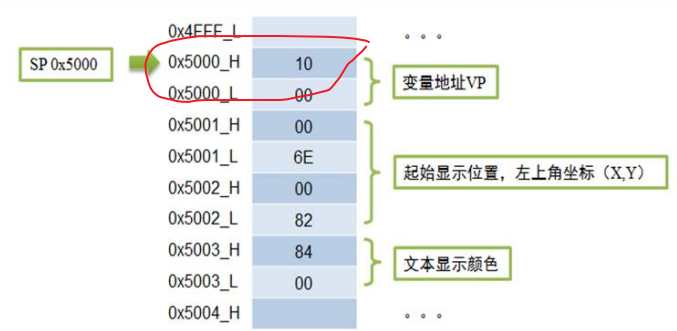 0x4FFF_L 。。。
SP 0x5000 0x5000_H 10
0x5000_L 00 变量地址VP
0x5001_H 00
0x5001_L 6E
0x5002_H 00 起始显示位置，左上角坐标（X,Y）
0x5002_L 82
0x5003_H 84
0x5003_L 00 文本显示颜色
0x5004_H 。。。